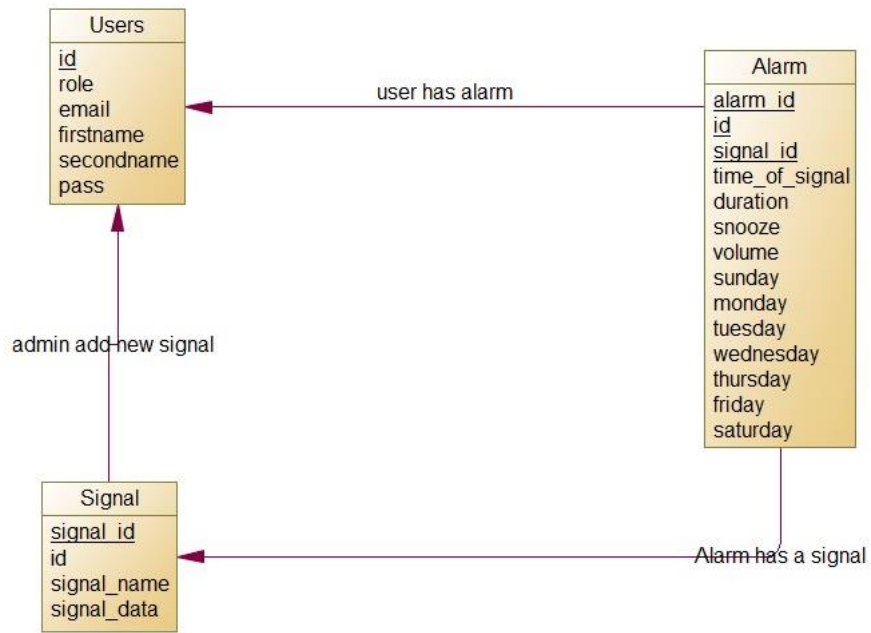 Users
id
role
email
firstname
secondname
pass
user has alarm
Alarm
alarm_id
id
signal_id
time_of_signal
duration
snooze
volume
sunday
monday
tuesday
wednesday
thursday
friday
saturday
admin add new signal
Signal
signal_id
id
signal_name
signal_data
Alarm has a signal